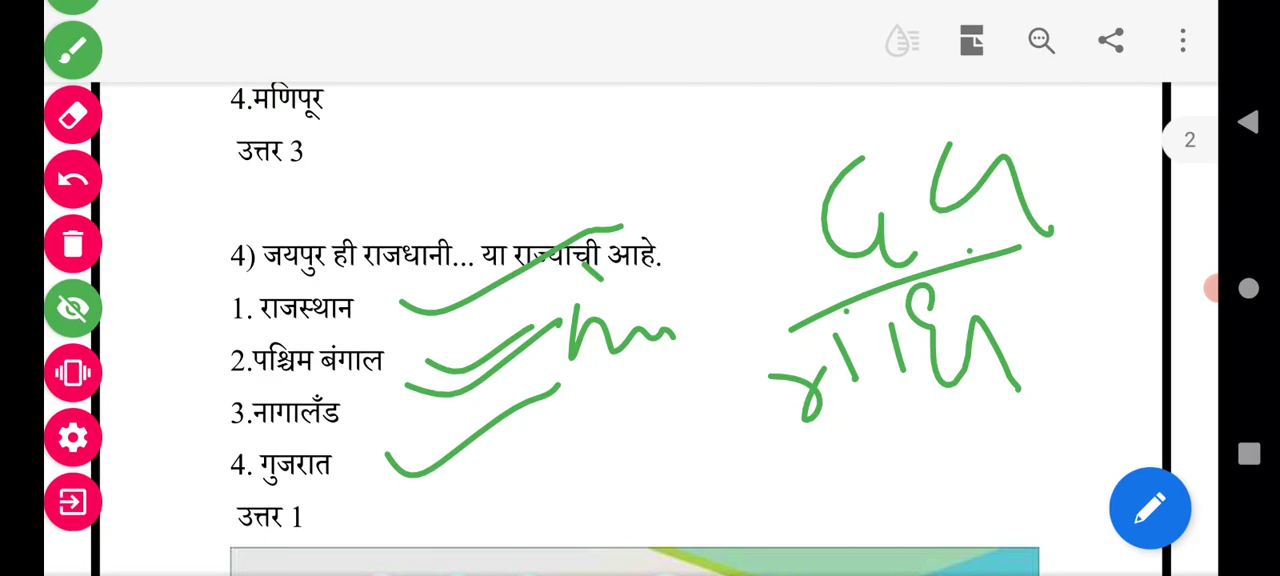 4.मणिपूर
उत्तर 3
2
4) जयपुर ही राजधानी... या राज्याची आहे.
1. राजस्थान
2.पश्चिम बंगाल
3.नागालँड
4. गुजरात
उत्तर 1